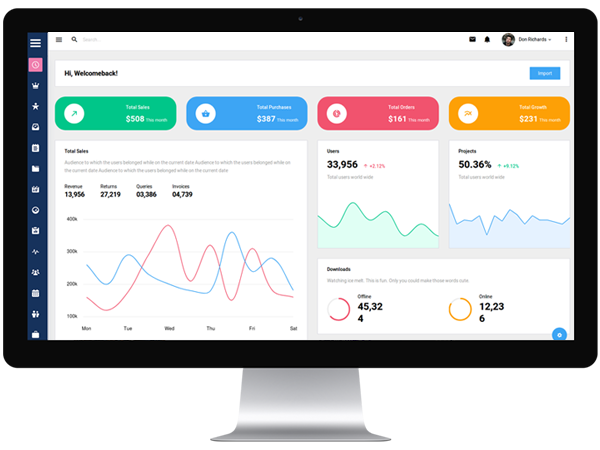 Search...
Don Richards
Hi, Welcomeback!
Import
Total Sales
$508 This month
Total Purchases
$387 This month
Total Orders
$161 This month
Total Growth
$231 This month
Total Sales
Audience to which the users belonged while on the current date Audience to which the users belonged while on
the current date Audience to which the users belonged while on the current date
Revenue
13,956
Returns
27,219
Queries
03,386
Invoices
04,739
400k
300k
200k
100k
Mon Tue Wed Thu Fri Sat
Users
33,956 +2.12%
Total users world wide
Projects
50.36% +9.12%
Total users world wide
Downloads
Watching ice melt. This is fun. Only you could make those words cute.
Offline
45,32
4
Online
12,23
6